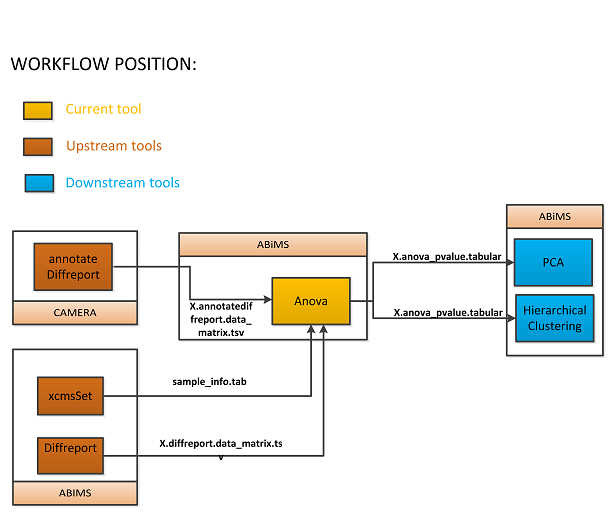 WORKFLOW POSITION:
Current tool
Upstream tools
Downstream tools
annotate
Diffreport
CAMERA
ABiMS
Anova
X.annotatedif
freport.data_
matrix.tsv
X.anova_pvalue.tabular
X.anova_pvalue.tabular
ABiMS
PCA
Hierarchical
Clustering
xcmsSet
Diffreport
ABIMS
sample_info.tab
X.diffreport.data_matrix.ts
v